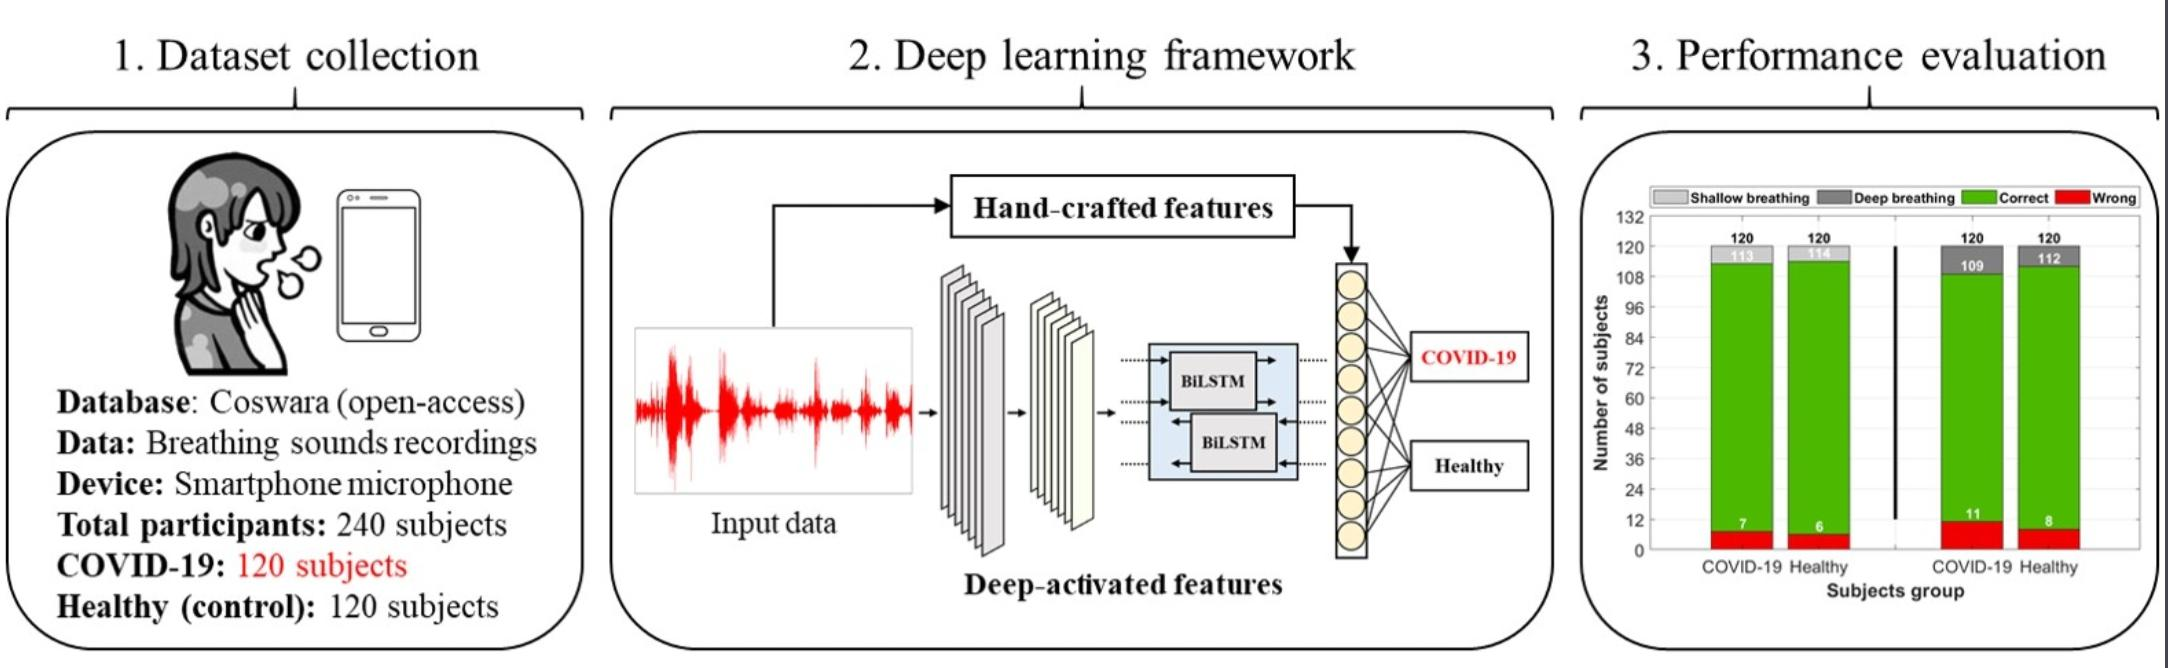 1. Dataset collection
Database: Coswara (open-access)
Data: Breathing sounds recordings
Device: Smartphone microphone
Total participants: 240 subjects
COVID-19: 120 subjects
Healthy (control): 120 subjects
2. Deep learning framework
Hand-crafted features
Input data
BiLSTM
BiLSTM
COVID-19
Healthy
Deep-activated features
3. Performance evaluation
Shallow breathing Deep breathing Correct Wrong
Number of subjects
132
120
108
96
84
72
60
48
36
24
12
0
120 120 120 120
113 114 109 112
7 6 11 8
COVID-19 Healthy COVID-19 Healthy
Subjects group